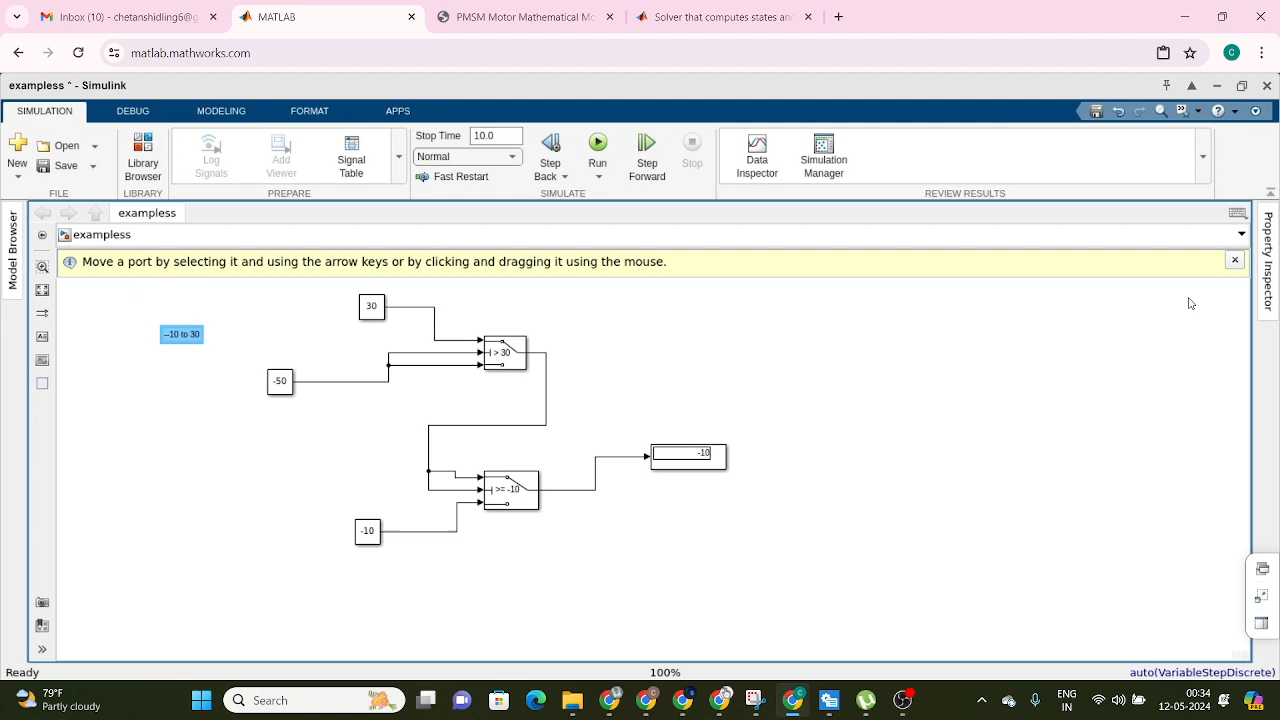 Inbox (10) - chetanshidling6@g
MATLAB
PMSM Motor Mathematical Mo
Solver that computes states an
matlab.mathworks.com
C
exampless ˆ - Simulink
SIMULATION DEBUG MODELING FORMAT APPS
New
Open
Save
FILE
Library
Browser
LIBRARY
Log
Signals
Add
Viewer
Signal
Table
PREPARE
Stop Time 10.0
Normal
Fast Restart
Step
Back
Run
Step
Forward
Stop
SIMULATE
Data
Inspector
Simulation
Manager
REVIEW RESULTS
Model Browser
exampless
exampless
Property Inspector
Move a port by selecting it and using the arrow keys or by clicking and dragging it using the mouse.
30
--10 to 30
> 30
-50
-10
>= -10
-10
Ready
100%
auto(VariableStepDiscrete)
79°F
Partly cloudy
Search
ENG
IN
00:34
12-05-2025